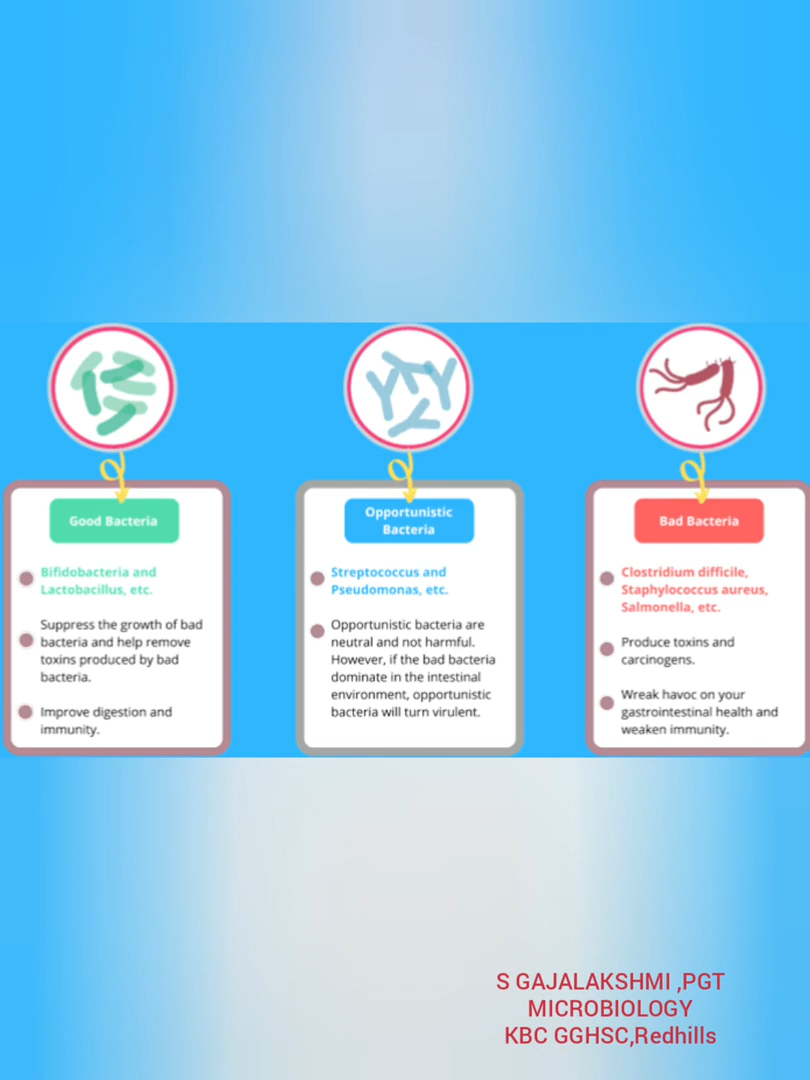 Good Bacteria
Bifidobacteria and
Lactobacillus, etc.
Suppress the growth of bad
bacteria and help remove
toxins produced by bad
bacteria.
Improve digestion and
immunity.
Opportunistic
Bacteria
Streptococcus and
Pseudomonas, etc.
Opportunistic bacteria are
neutral and not harmful.
However, if the bad bacteria
dominate in the intestinal
environment, opportunistic
bacteria will turn virulent.
Bad Bacteria
Clostridium difficile,
Staphylococcus aureus,
Salmonella, etc.
Produce toxins and
carcinogens.
Wreak havoc on your
gastrointestinal health and
weaken immunity.
S GAJALAKSHMI ,PGT
MICROBIOLOGY
KBC GGHSC,Redhills